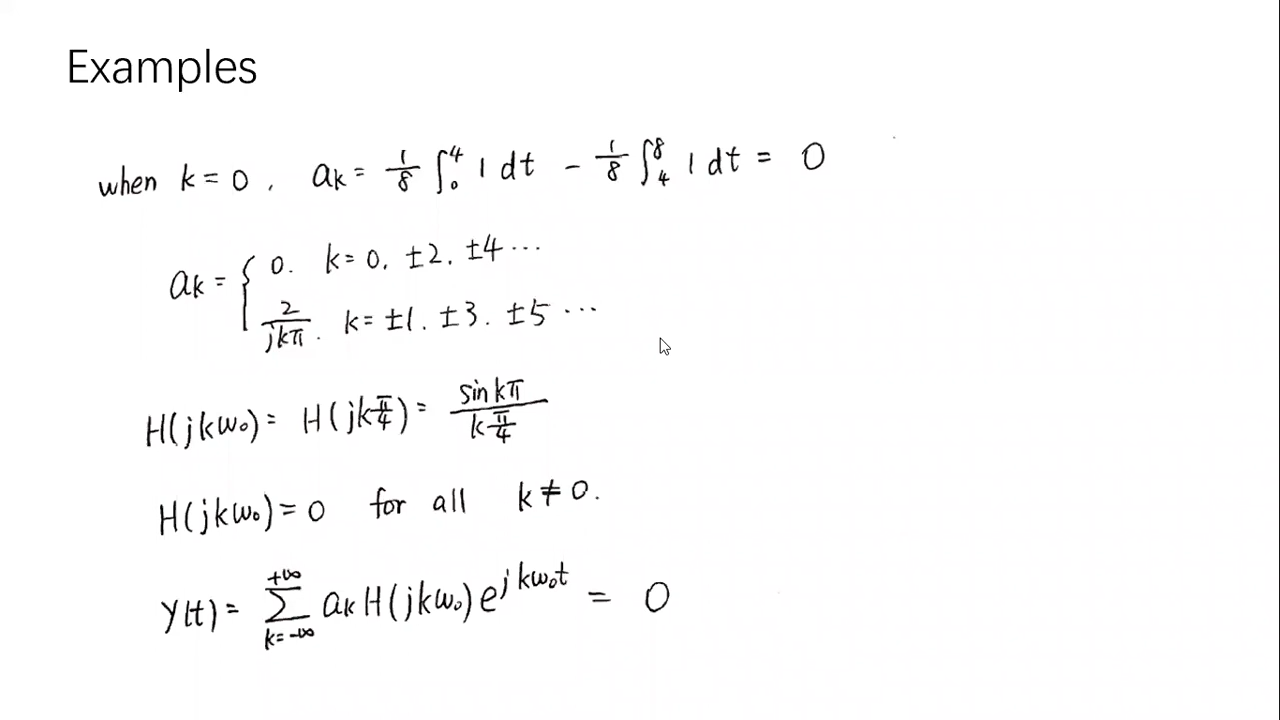 Examples
when k = 0 , ak = 1/8 ∫₀⁴ 1 dt - 1/8 ∫₄⁸ 1 dt = 0
ak = { 0. k = 0. ±2. ±4 ...
2/jkπ . k = ±1. ±3. ±5 ...
H(jkω₀) = H(jk π/4) = sin kπ / k π/4
H(jkω₀) = 0 for all k ≠ 0.
y(t) = Σ_{k=-∞}^{+∞} ak H(jkω₀) e^{jkω₀t} = 0